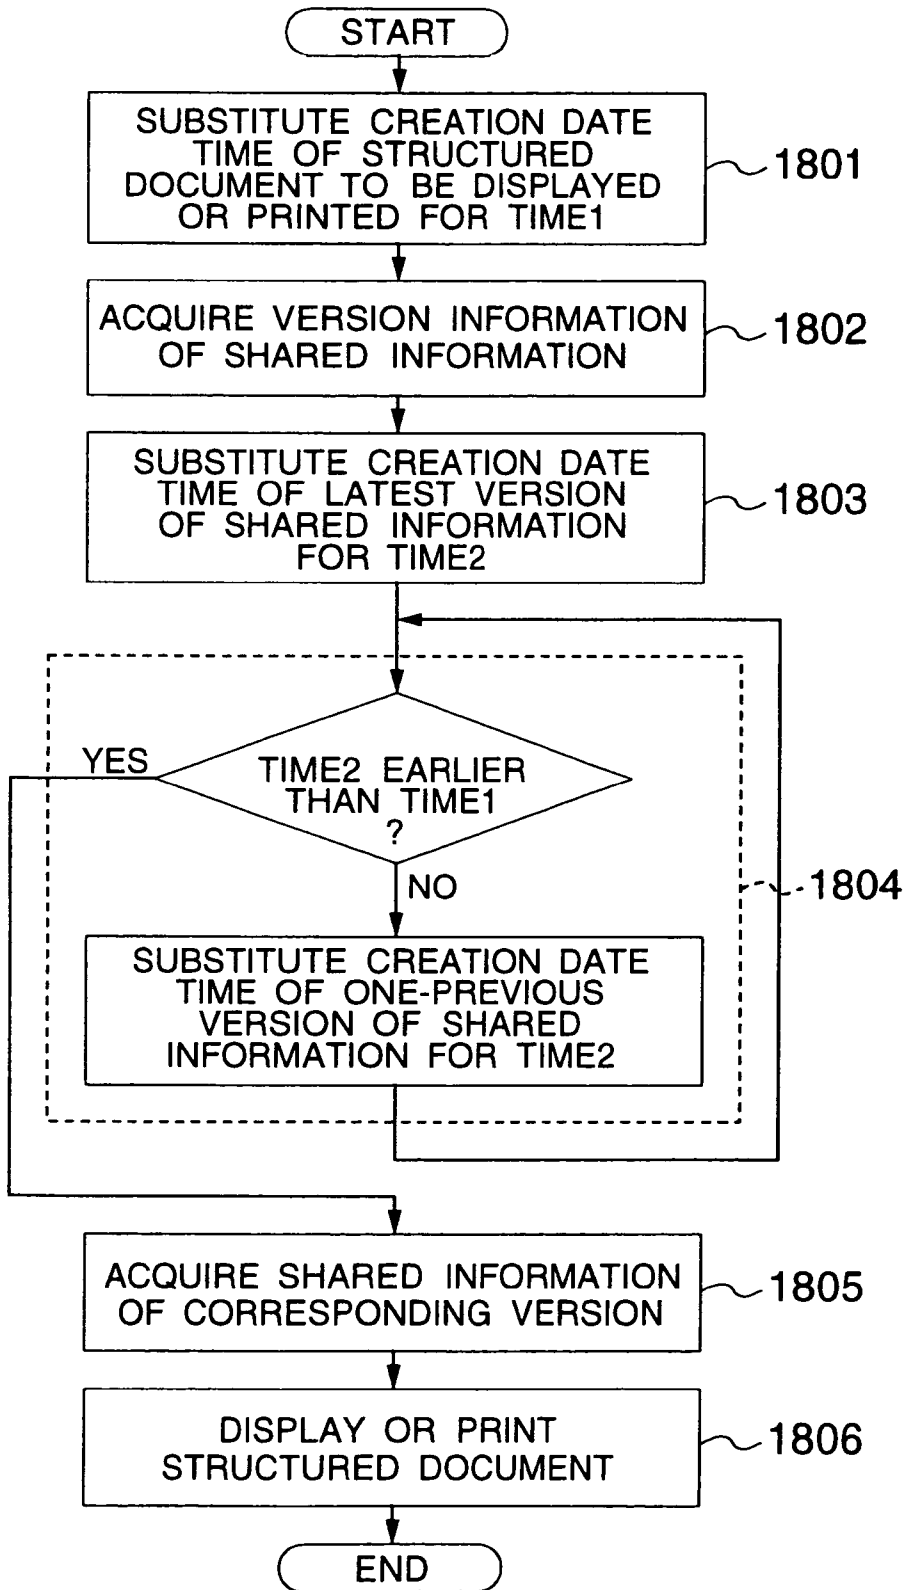 START
SUBSTITUTE CREATION DATE
TIME OF STRUCTURED
DOCUMENT TO BE DISPLAYED
OR PRINTED FOR TIME1
1801
ACQUIRE VERSION INFORMATION
OF SHARED INFORMATION
1802
SUBSTITUTE CREATION DATE
TIME OF LATEST VERSION
OF SHARED INFORMATION
FOR TIME2
1803
YES
TIME2 EARLIER
THAN TIME1
?
NO
1804
SUBSTITUTE CREATION DATE
TIME OF ONE-PREVIOUS
VERSION OF SHARED
INFORMATION FOR TIME2
ACQUIRE SHARED INFORMATION
OF CORRESPONDING VERSION
1805
DISPLAY OR PRINT
STRUCTURED DOCUMENT
1806
END